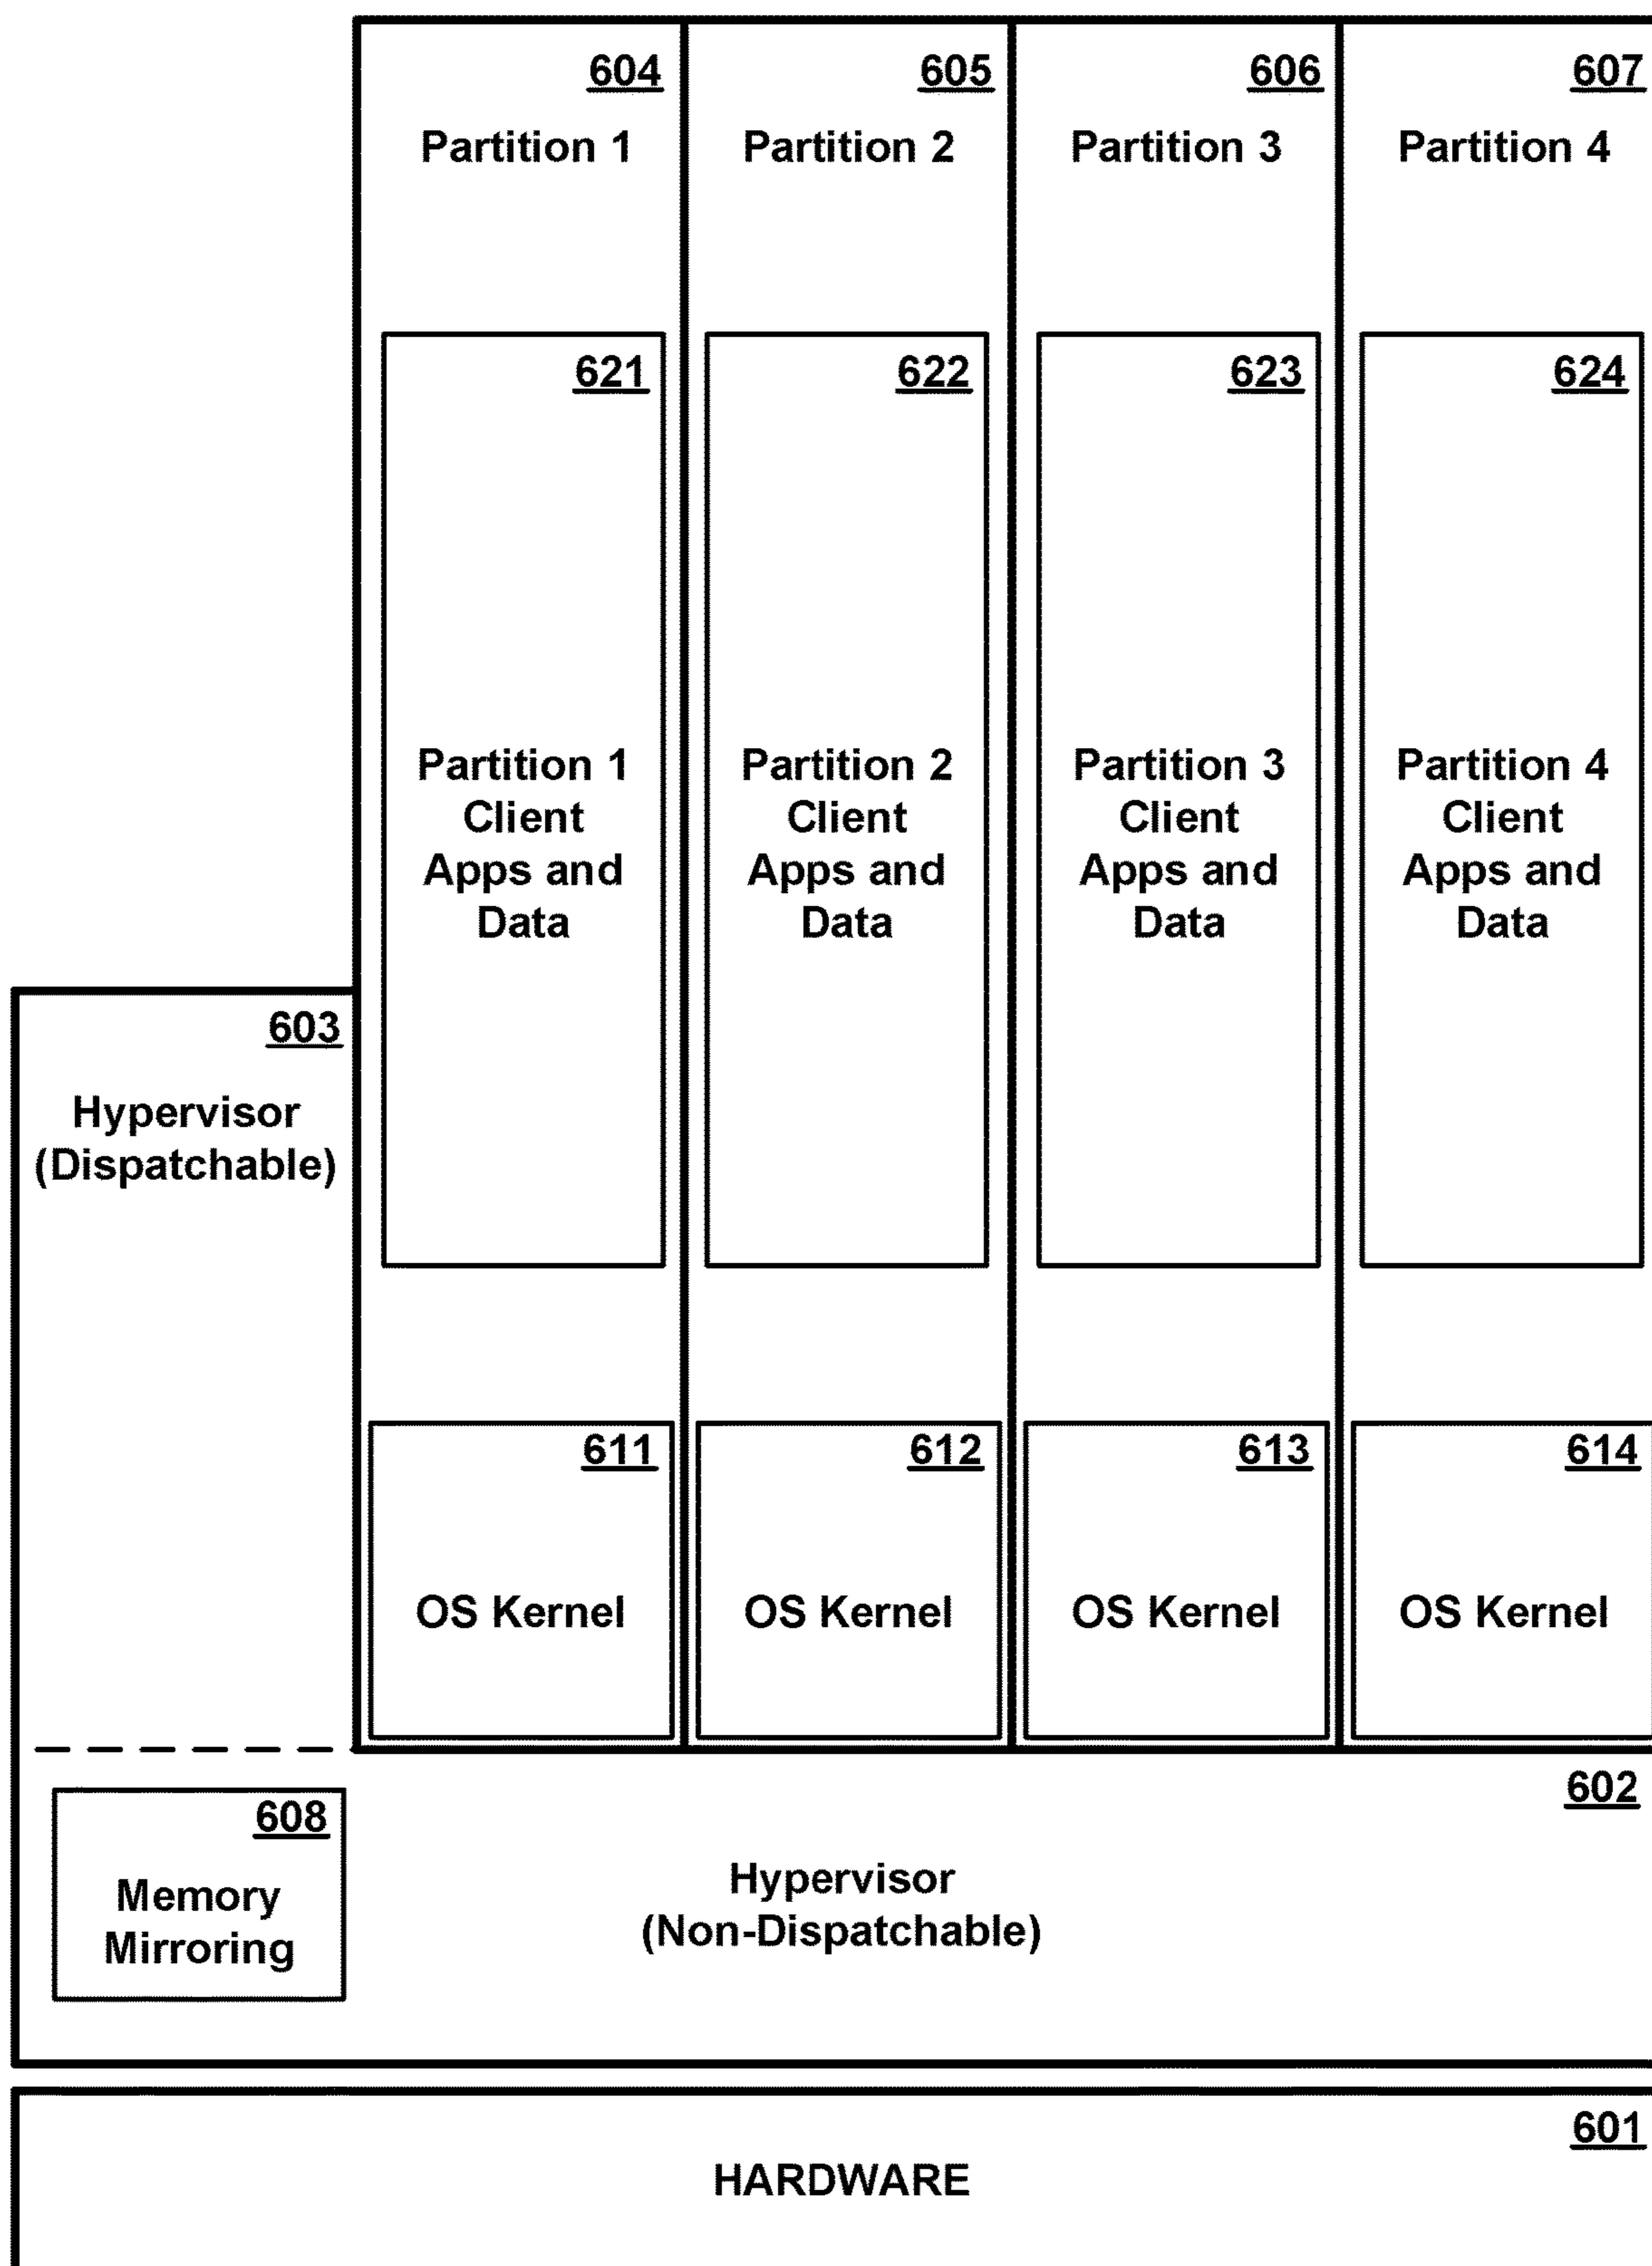 604
Partition 1
605
Partition 2
606
Partition 3
607
Partition 4
621
Partition 1
Client
Apps and
Data
622
Partition 2
Client
Apps and
Data
623
Partition 3
Client
Apps and
Data
624
Partition 4
Client
Apps and
Data
603
Hypervisor
(Dispatchable)
611
OS Kernel
612
OS Kernel
613
OS Kernel
614
OS Kernel
608
Memory
Mirroring
602
Hypervisor
(Non-Dispatchable)
601
HARDWARE